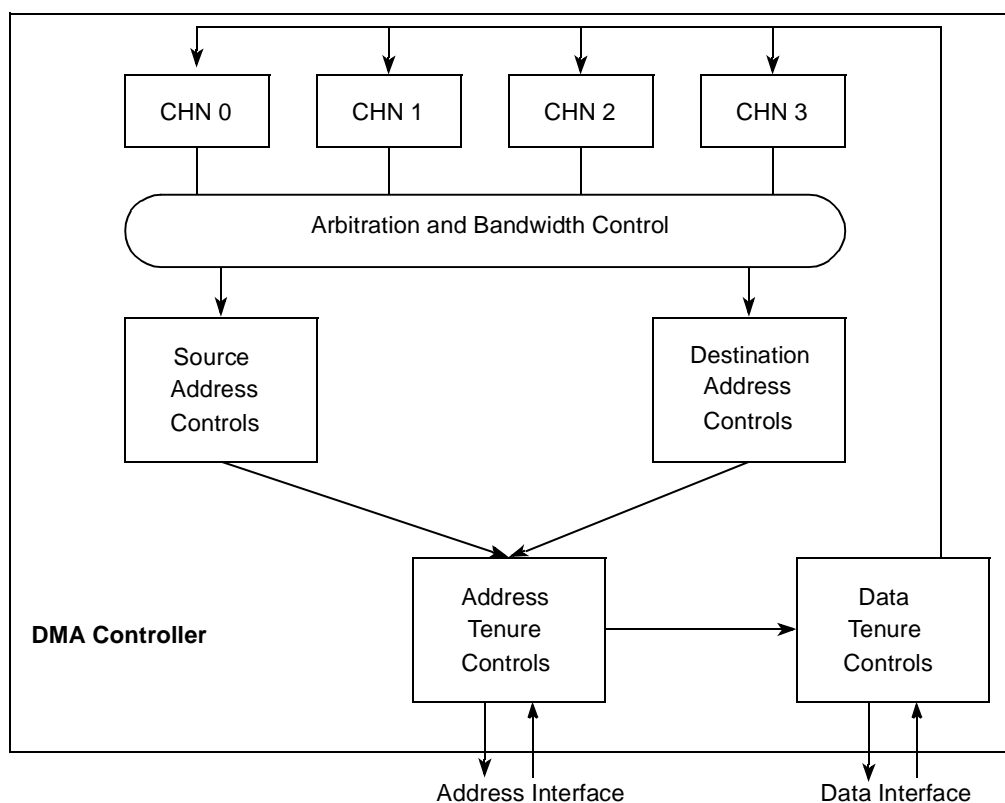 CHN 0
CHN 1
CHN 2
CHN 3
Arbitration and Bandwidth Control
Source
Address
Controls
Destination
Address
Controls
Address
Tenure
Controls
Data
Tenure
Controls
DMA Controller
Address Interface
Data Interface